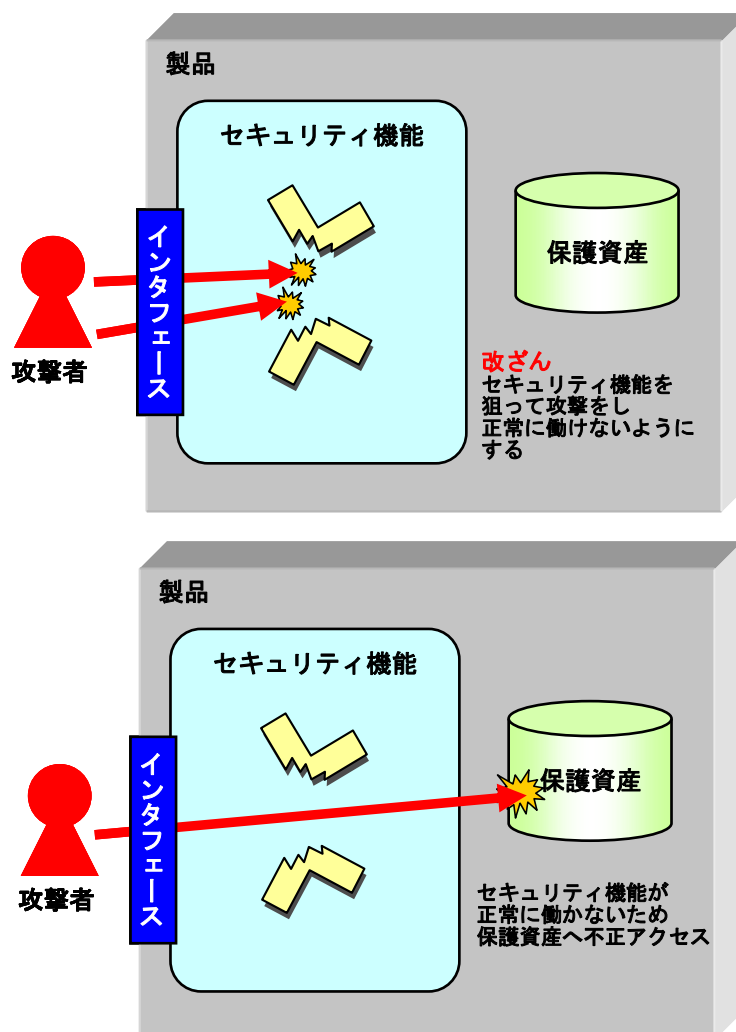 製品
セキュリティ機能
インタフェース
保護資産
攻撃者
改ざん
セキュリティ機能を
狙って攻撃をし
正常に働けないように
する
製品
セキュリティ機能
インタフェース
保護資産
攻撃者
セキュリティ機能が
正常に働かないため
保護資産へ不正アクセス